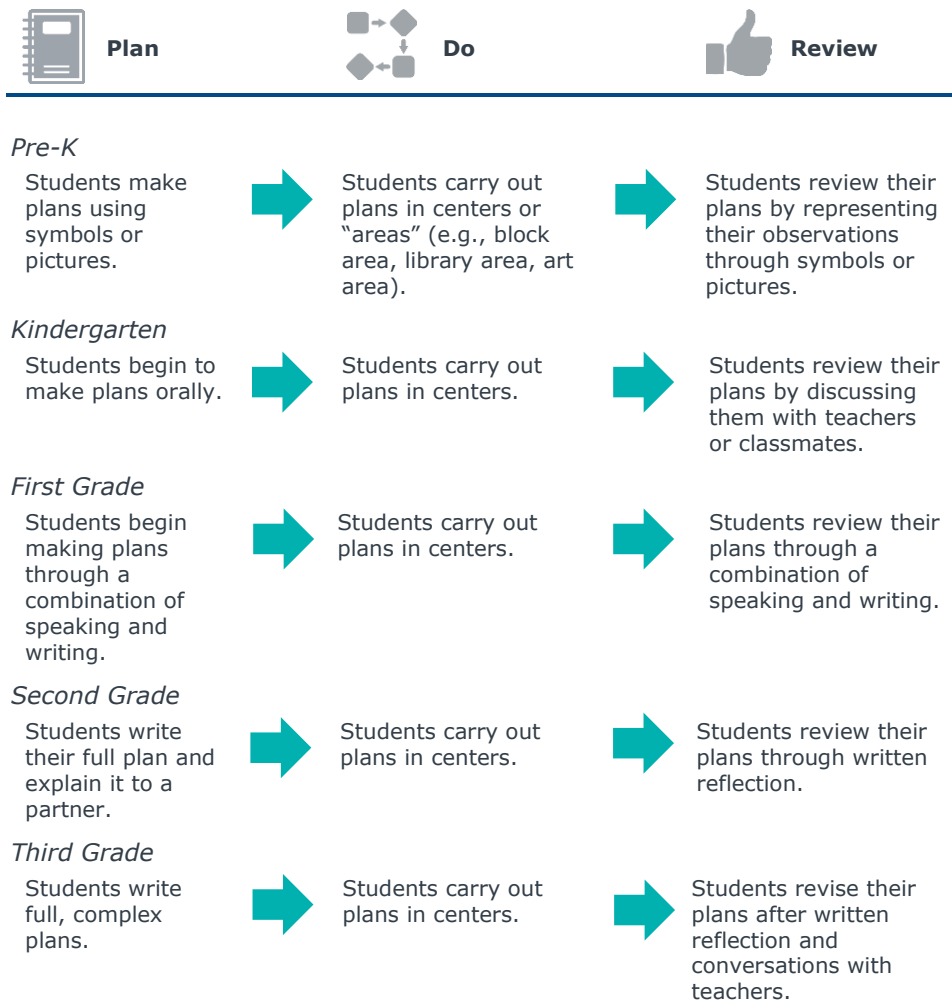 Plan
Do
Review
Pre-K
Students make
plans using
symbols or
pictures.
Students carry out
plans in centers or
“areas” (e.g., block
area, library area, art
area).
Students review their
plans by representing
their observations
through symbols or
pictures.
Kindergarten
Students begin to
make plans orally.
Students carry out
plans in centers.
Students review their
plans by discussing
them with teachers
or classmates.
First Grade
Students begin
making plans
through a
combination of
speaking and
writing.
Students carry out
plans in centers.
Students review their
plans through a
combination of
speaking and writing.
Second Grade
Students write
their full plan and
explain it to a
partner.
Students carry out
plans in centers.
Students review their
plans through written
reflection.
Third Grade
Students write
full, complex
plans.
Students carry out
plans in centers.
Students revise their
plans after written
reflection and
conversations with
teachers.